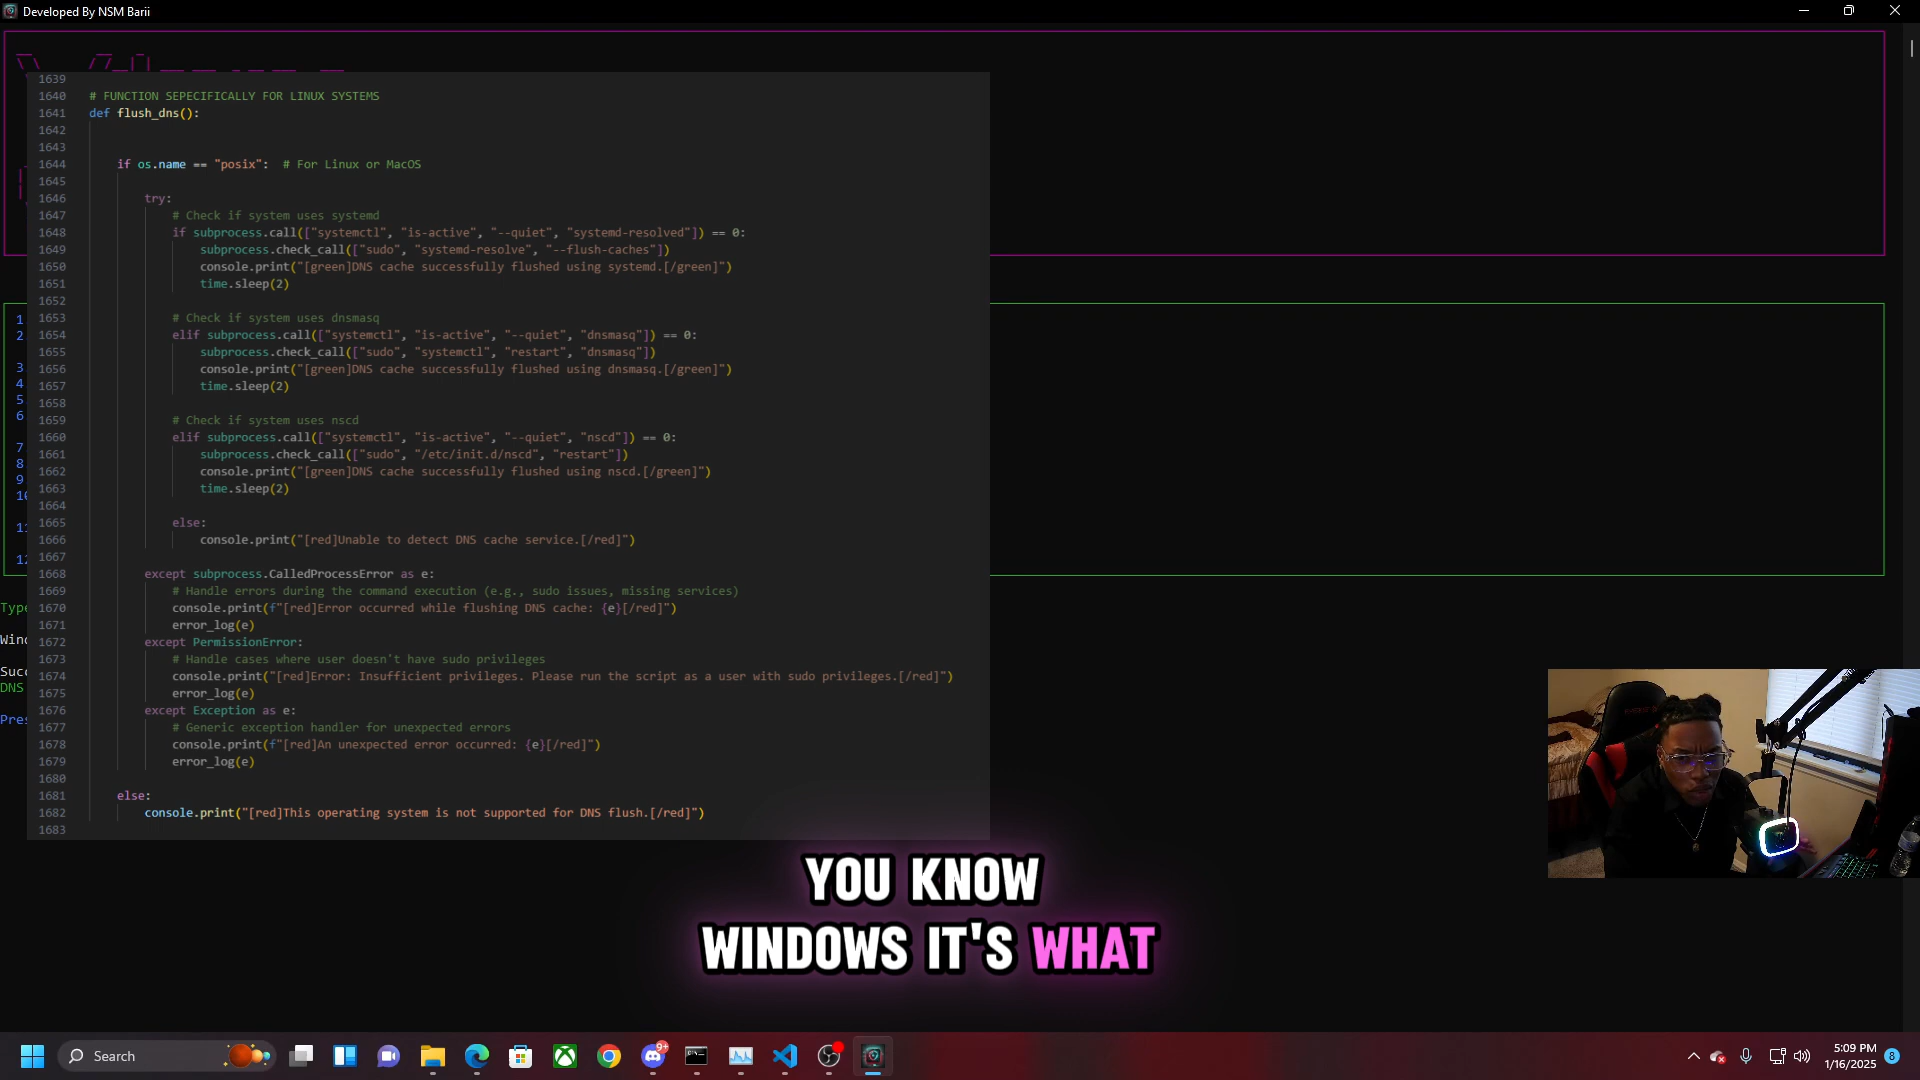 Developed By NSM Barii
1639
1640 # FUNCTION SEPECIFICALLY FOR LINUX SYSTEMS
1641 def flush_dns():
1642
1643
1644 if os.name == "posix": # For Linux or MacOS
1645
1646 try:
1647 # Check if system uses systemd
1648 if subprocess.call(["systemctl", "is-active", "--quiet", "systemd-resolved"]) == 0:
1649 subprocess.check_call(["sudo", "systemd-resolve", "--flush-caches"])
1650 console.print("[green]DNS cache successfully flushed using systemd.[/green]")
1651 time.sleep(2)
1652
1653 # Check if system uses dnsmasq
1654 elif subprocess.call(["systemctl", "is-active", "--quiet", "dnsmasq"]) == 0:
1655 subprocess.check_call(["sudo", "systemctl", "restart", "dnsmasq"])
1656 console.print("[green]DNS cache successfully flushed using dnsmasq.[/green]")
1657 time.sleep(2)
1658
1659 # Check if system uses nscd
1660 elif subprocess.call(["systemctl", "is-active", "--quiet", "nscd"]) == 0:
1661 subprocess.check_call(["sudo", "/etc/init.d/nscd", "restart"])
1662 console.print("[green]DNS cache successfully flushed using nscd.[/green]")
1663 time.sleep(2)
1664
1665 else:
1666 console.print("[red]Unable to detect DNS cache service.[/red]")
1667
1668 except subprocess.CalledProcessError as e:
1669 # Handle errors during the command execution (e.g., sudo issues, missing services)
1670 console.print(f"[red]Error occurred while flushing DNS cache: {e}[/red]")
1671 error_log(e)
1672 except PermissionError:
1673 # Handle cases where user doesn't have sudo privileges
1674 console.print("[red]Error: Insufficient privileges. Please run the script as a user with sudo privileges.[/red]")
1675 error_log(e)
1676 except Exception as e:
1677 # Generic exception handler for unexpected errors
1678 console.print(f"[red]An unexpected error occurred: {e}[/red]")
1679 error_log(e)
1680
1681 else:
1682 console.print("[red]This operating system is not supported for DNS flush.[/red]")
1683
1
2
3
4
5
6
7
8
9
DNS
YOU KNOW
WINDOWS IT'S WHAT
Search
9+
5:09 PM
1/16/2025
8